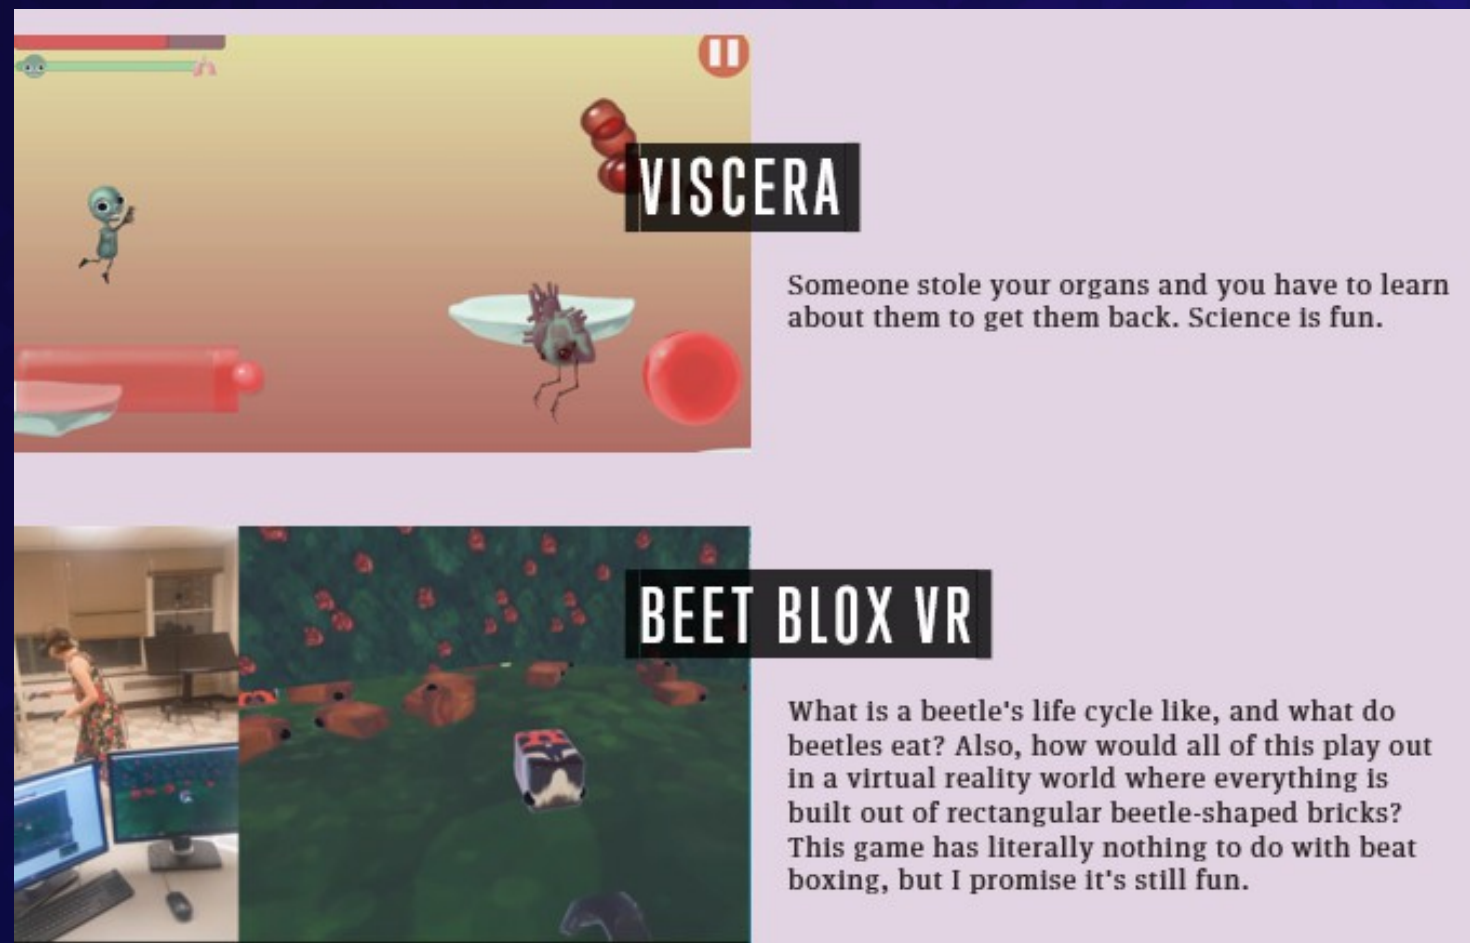 VISCERA
Someone stole your organs and you have to learn
about them to get them back. Science is fun.
BEET BLOX VR
What is a beetle's life cycle like, and what do
beetles eat? Also, how would all of this play out
in a virtual reality world where everything is
built out of rectangular beetle-shaped bricks?
This game has literally nothing to do with beat
boxing, but I promise it's still fun.